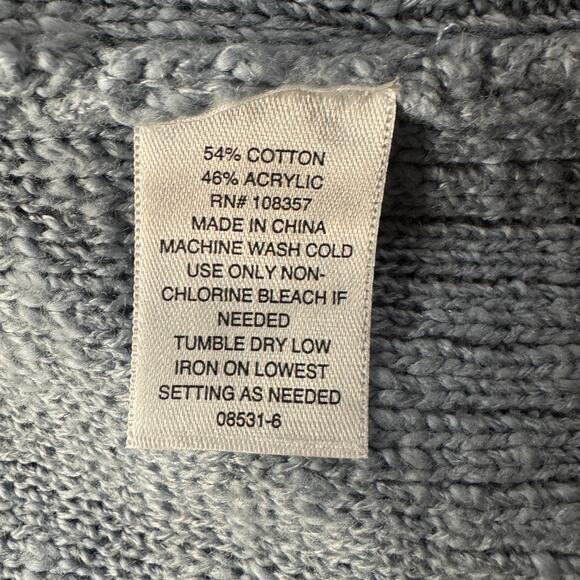 54% COTTON
46% ACRYLIC
RN# 108357
MADE IN CHINA
MACHINE WASH COLD
USE ONLY NON-
CHLORINE BLEACH IF
NEEDED
TUMBLE DRY LOW
IRON ON LOWEST
SETTING AS NEEDED
08531-6